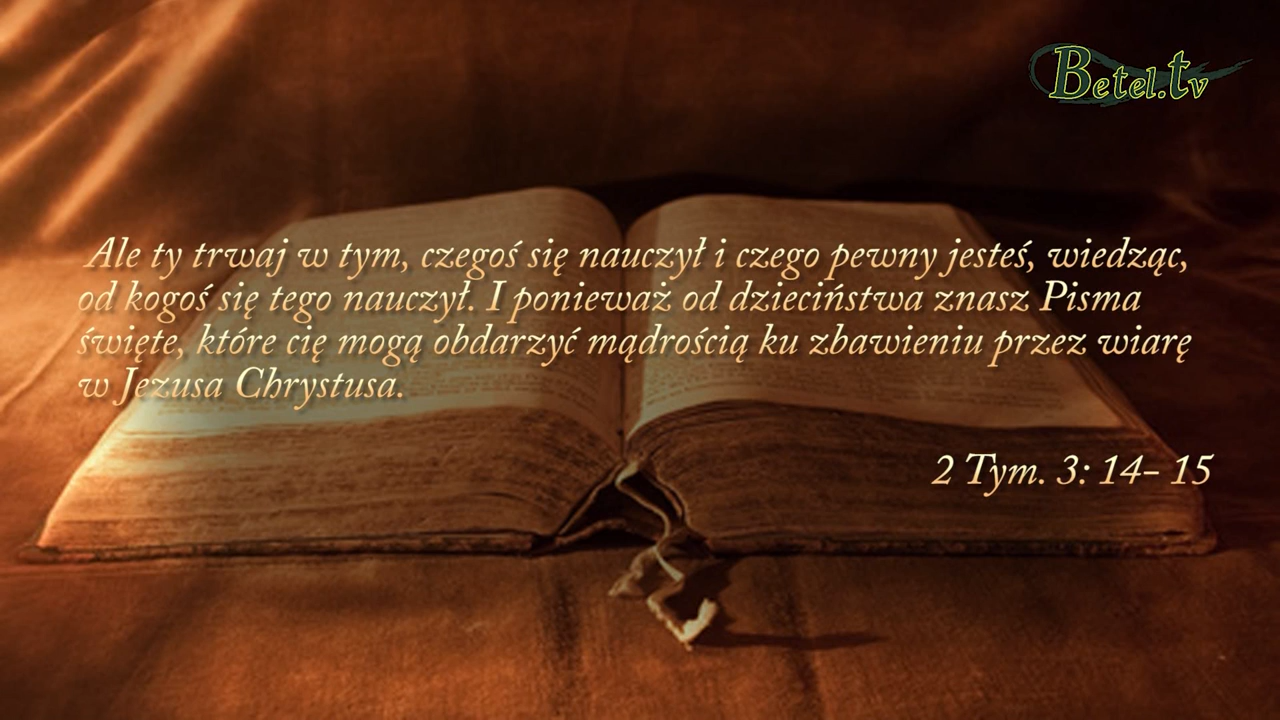 Betel.tv
Ale ty trwaj w tym, czegoś się nauczył i czego pewny jesteś, wiedząc,
od kogoś się tego nauczył. I ponieważ od dzieciństwa znasz Pisma
święte, które cię mogą obdarzyć mądrością ku zbawieniu przez wiarę
w Jezusa Chrystusa.
2 Tym. 3: 14- 15